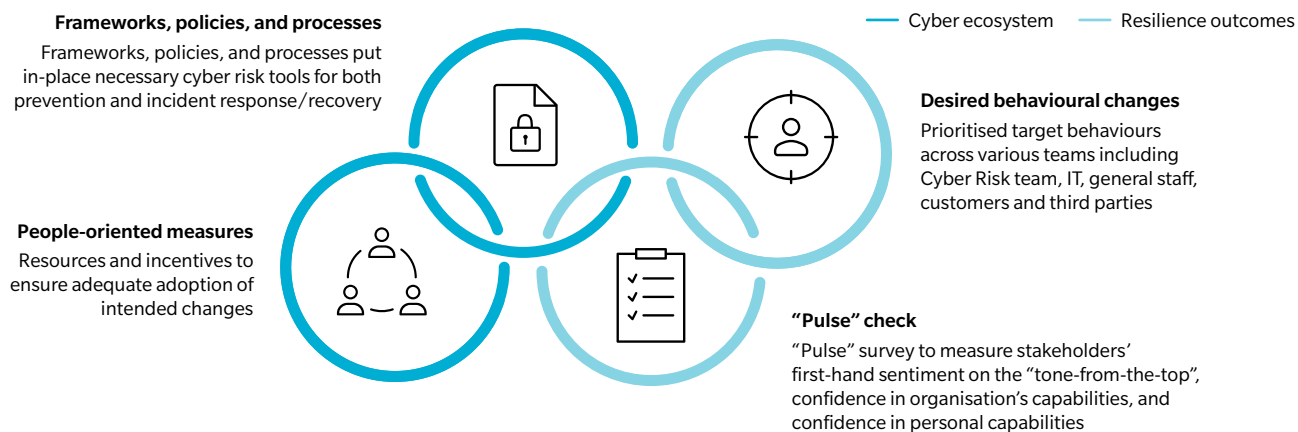 Frameworks, policies, and processes
Frameworks, policies, and processes put
in-place necessary cyber risk tools for both
prevention and incident response/recovery
Cyber ecosystem
Resilience outcomes
Desired behavioural changes
Prioritised target behaviours
across various teams including
Cyber Risk team, IT, general staff,
customers and third parties
People-oriented measures
Resources and incentives to
ensure adequate adoption of
intended changes
“Pulse” check
“Pulse” survey to measure stakeholders’
first-hand sentiment on the “tone-from-the-top”,
confidence in organisation’s capabilities, and
confidence in personal capabilities